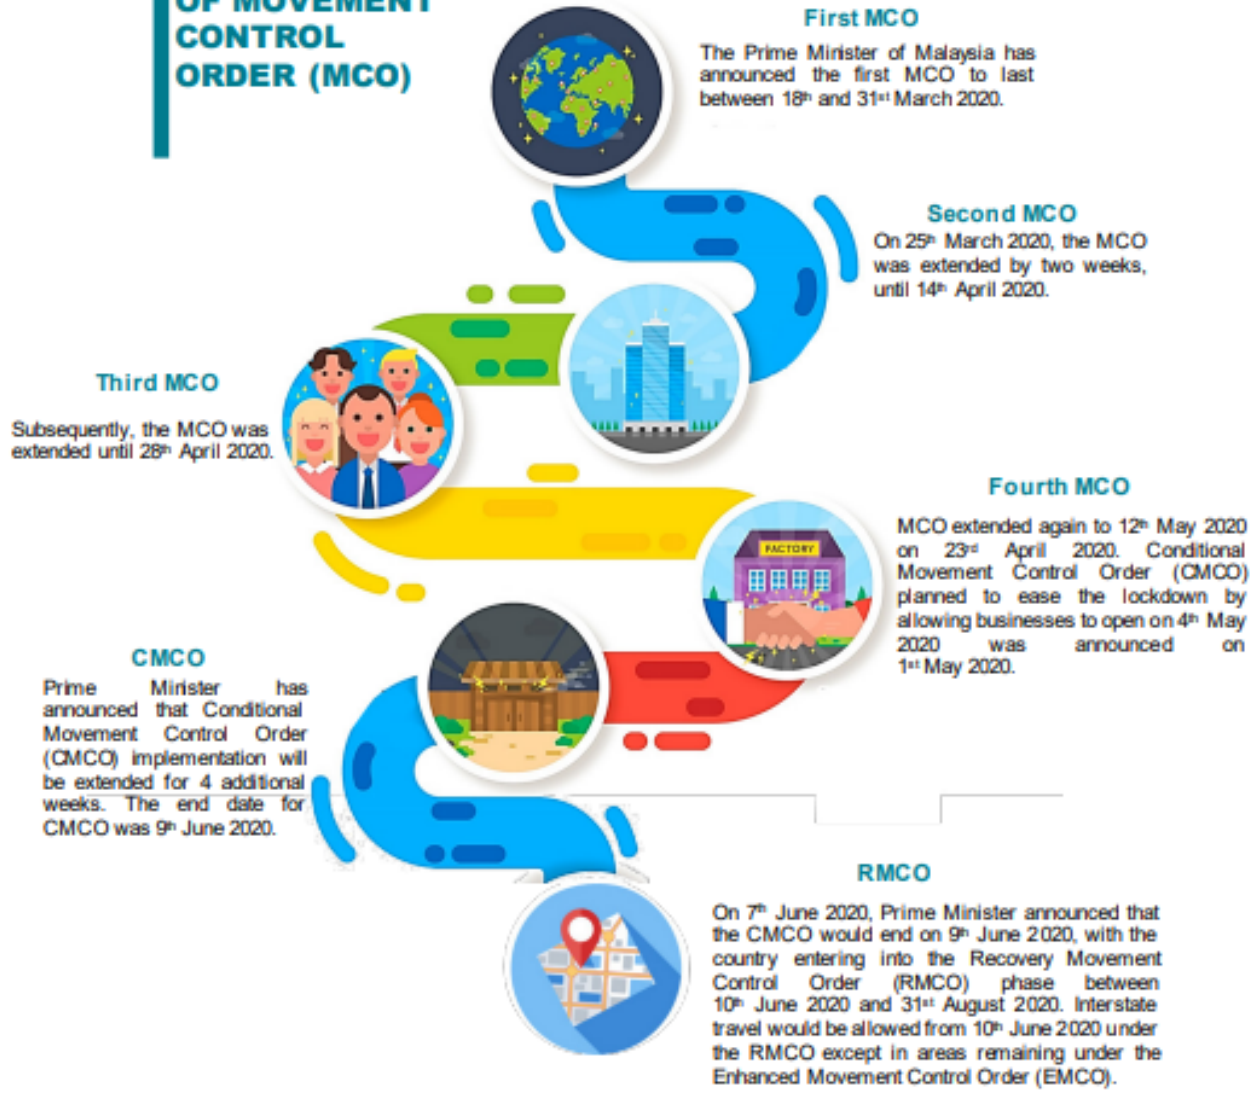 OF MOVEMENT
CONTROL
ORDER (MCO)
First MCO
The Prime Minister of Malaysia has
announced the first MCO to last
between 18th and 31st March 2020.
Second MCO
On 25th March 2020, the MCO
was extended by two weeks,
until 14th April 2020.
Third MCO
Subsequently, the MCO was
extended until 28th April 2020.
Fourth MCO
MCO extended again to 12th May 2020
on 23rd April 2020. Conditional
Movement Control Order (CMCO)
planned to ease the lockdown by
allowing businesses to open on 4th May
2020 was announced on
1st May 2020.
FACTORY
CMCO
Prime Minister has
announced that Conditional
Movement Control Order
(CMCO) implementation will
be extended for 4 additional
weeks. The end date for
CMCO was 9th June 2020.
RMCO
On 7th June 2020, Prime Minister announced that
the CMCO would end on 9th June 2020, with the
country entering into the Recovery Movement
Control Order (RMCO) phase between
10th June 2020 and 31st August 2020. Interstate
travel would be allowed from 10th June 2020 under
the RMCO except in areas remaining under the
Enhanced Movement Control Order (EMCO).